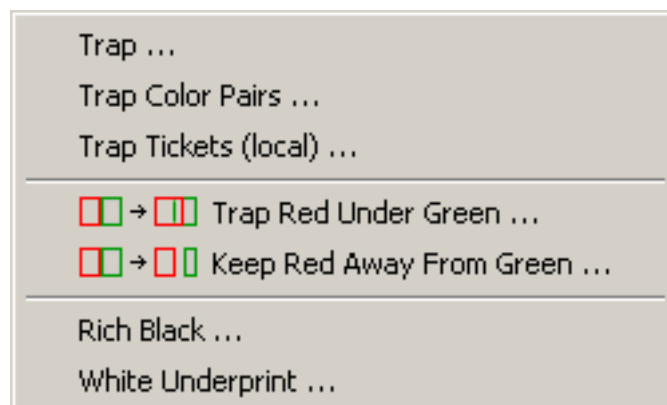 Trap ...
Trap Color Pairs ...
Trap Tickets (local) ...
Trap Red Under Green ...
Keep Red Away From Green ...
Rich Black ...
White Underprint ...